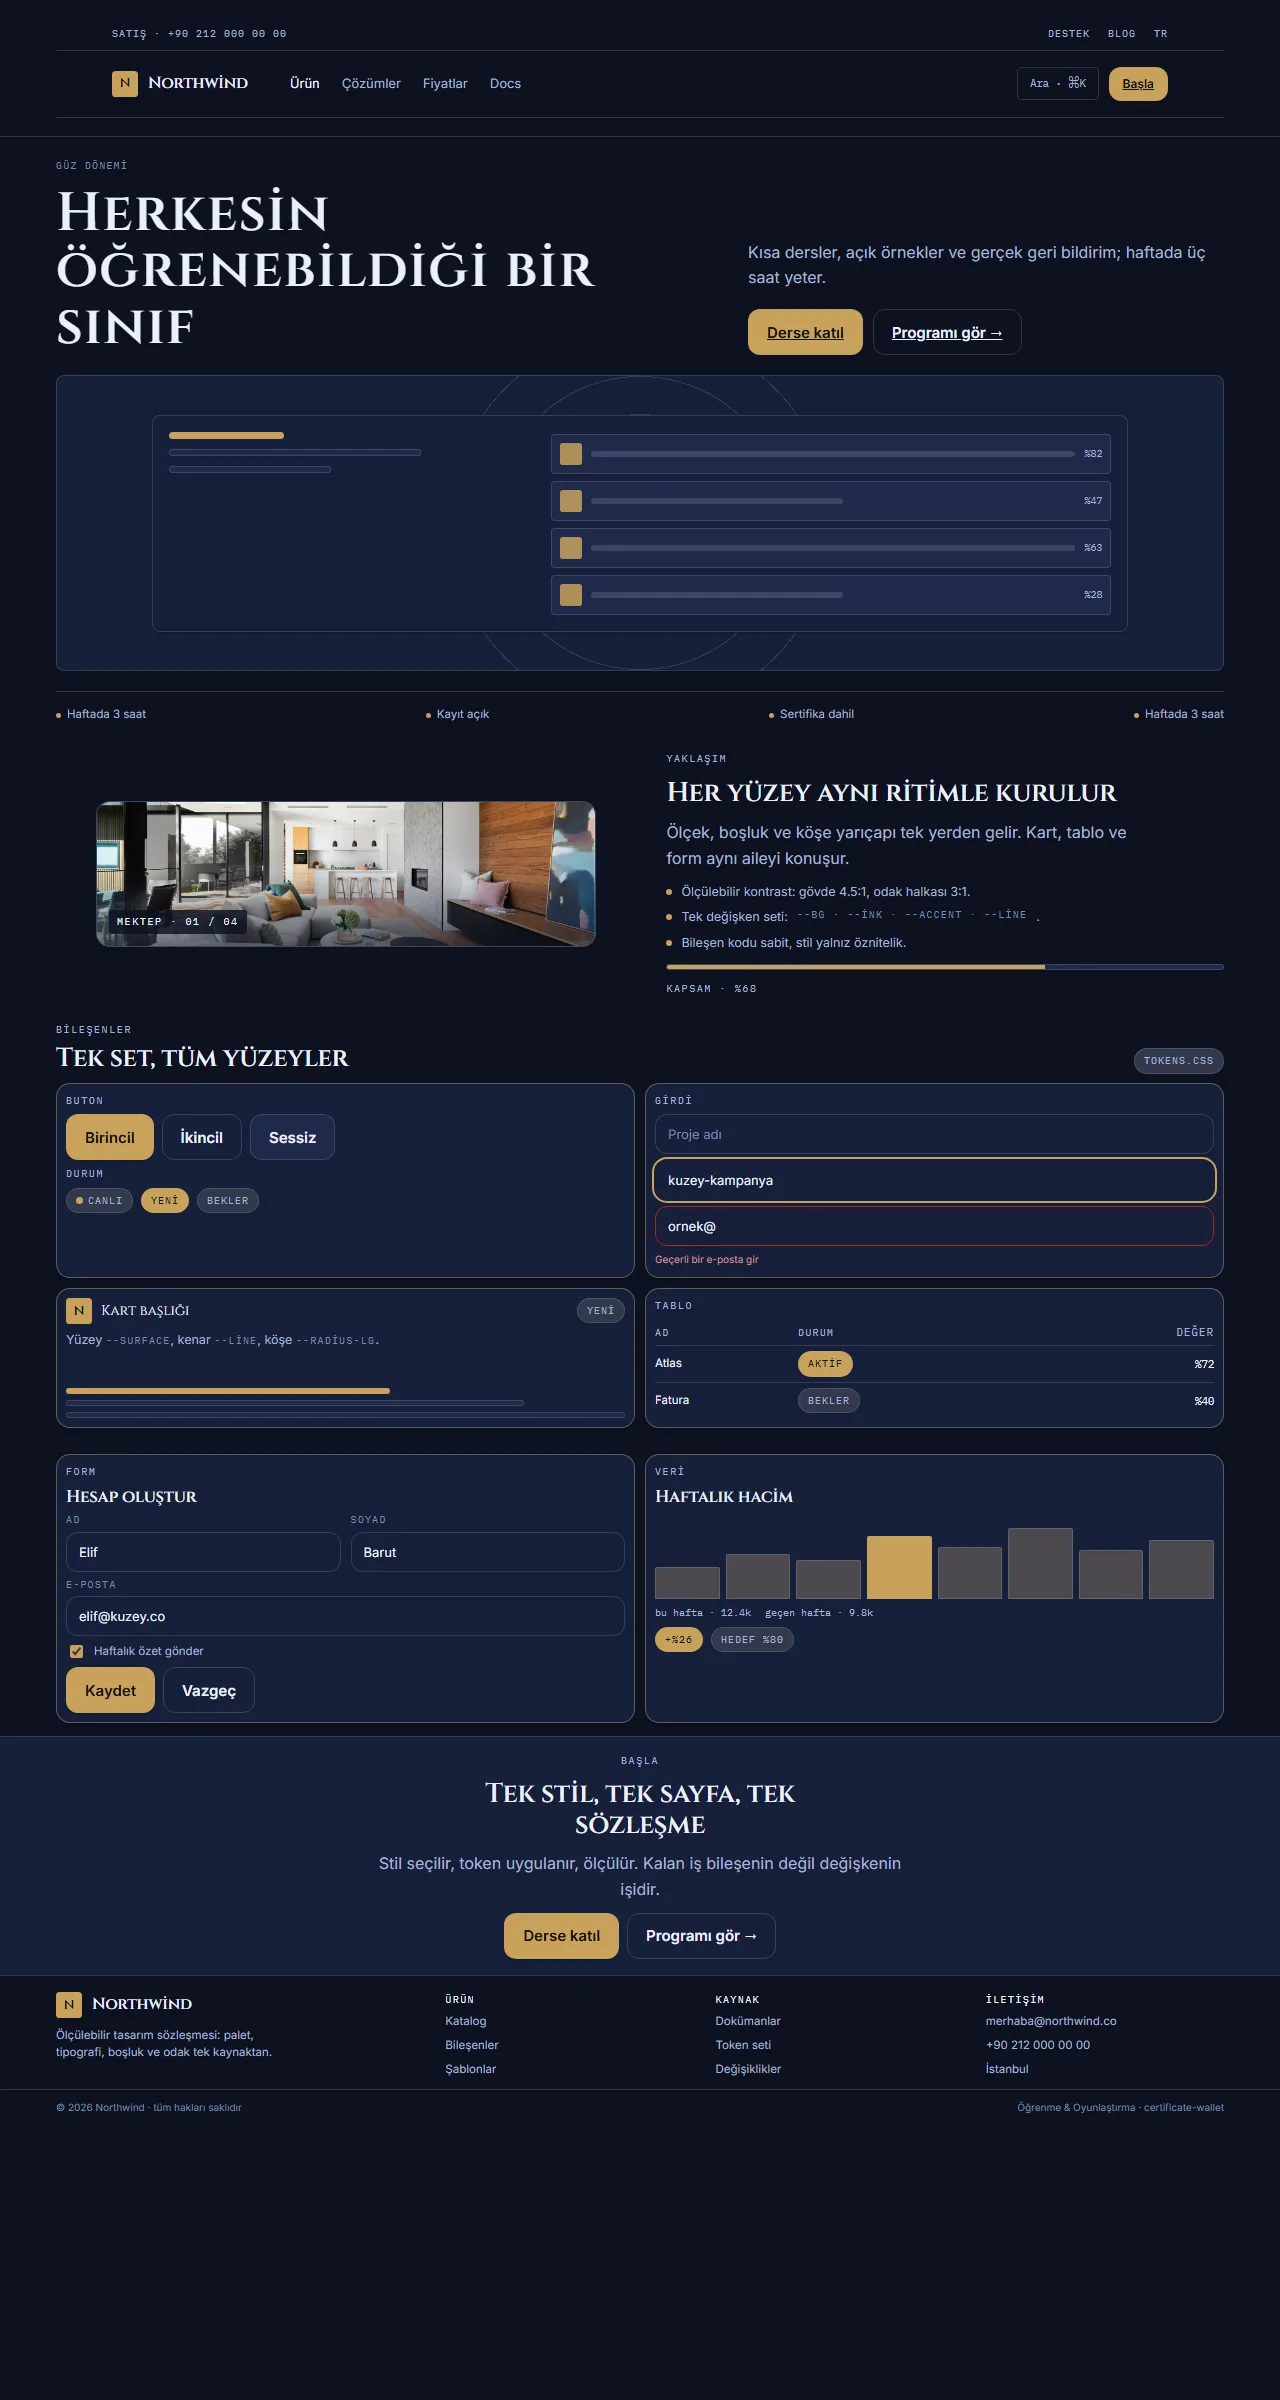 SATIŞ · +90 212 000 00 00
DESTEK BLOG TR
N NORTHWİND Ürün Çözümler Fiyatlar Docs Ara · ⌘K Başla
GÜZ DÖNEMİ
HERKESİN
ÖĞRENEBİLDİĞİ BİR
SINIF
Kısa dersler, açık örnekler ve gerçek geri bildirim; haftada üç
saat yeter.
Derse katıl Programı gör →
%82
%47
%63
%28
Haftada 3 saat Kayıt açık Sertifika dahil Haftada 3 saat
MEKTEP · 01 / 04
YAKLAŞIM
HER YÜZEY AYNI RİTİMLE KURULUR
Ölçek, boşluk ve köşe yarıçapı tek yerden gelir. Kart, tablo ve
form aynı aileyi konuşur.
Ölçülebilir kontrast: gövde 4.5:1, odak halkası 3:1.
Tek değişken seti: --BG · --İNK · --ACCENT · --LİNE .
Bileşen kodu sabit, stil yalnız öznitelik.
KAPSAM · %68
BİLEŞENLER
TEK SET, TÜM YÜZEYLER
TOKENS.CSS
BUTON
Birincil İkincil Sessiz
DURUM
CANLI YENİ BEKLER
GİRDİ
Proje adı
kuzey-kampanya
ornek@
Geçerli bir e-posta gir
N KART BAŞLIĞI YENİ
Yüzey --SURFACE, kenar --LİNE, köşe --RADİUS-LG.
TABLO
AD DURUM DEĞER
Atlas AKTİF %72
Fatura BEKLER %40
FORM
HESAP OLUŞTUR
AD SOYAD
Elif Barut
E-POSTA
elif@kuzey.co
Haftalık özet gönder
Kaydet Vazgeç
VERİ
HAFTALIK HACİM
bu hafta · 12.4k geçen hafta · 9.8k
+%26 HEDEF %80
BAŞLA
TEK STİL, TEK SAYFA, TEK
SÖZLEŞME
Stil seçilir, token uygulanır, ölçülür. Kalan iş bileşenin değil değişkenin
işidir.
Derse katıl Programı gör →
N NORTHWİND
Ölçülebilir tasarım sözleşmesi: palet,
tipografi, boşluk ve odak tek kaynaktan.
ÜRÜN
Katalog
Bileşenler
Şablonlar
KAYNAK
Dokümanlar
Token seti
Değişiklikler
İLETİŞİM
merhaba@northwind.co
+90 212 000 00 00
İstanbul
© 2026 Northwind · tüm hakları saklıdır
Öğrenme & Oyunlaştırma · certificate-wallet